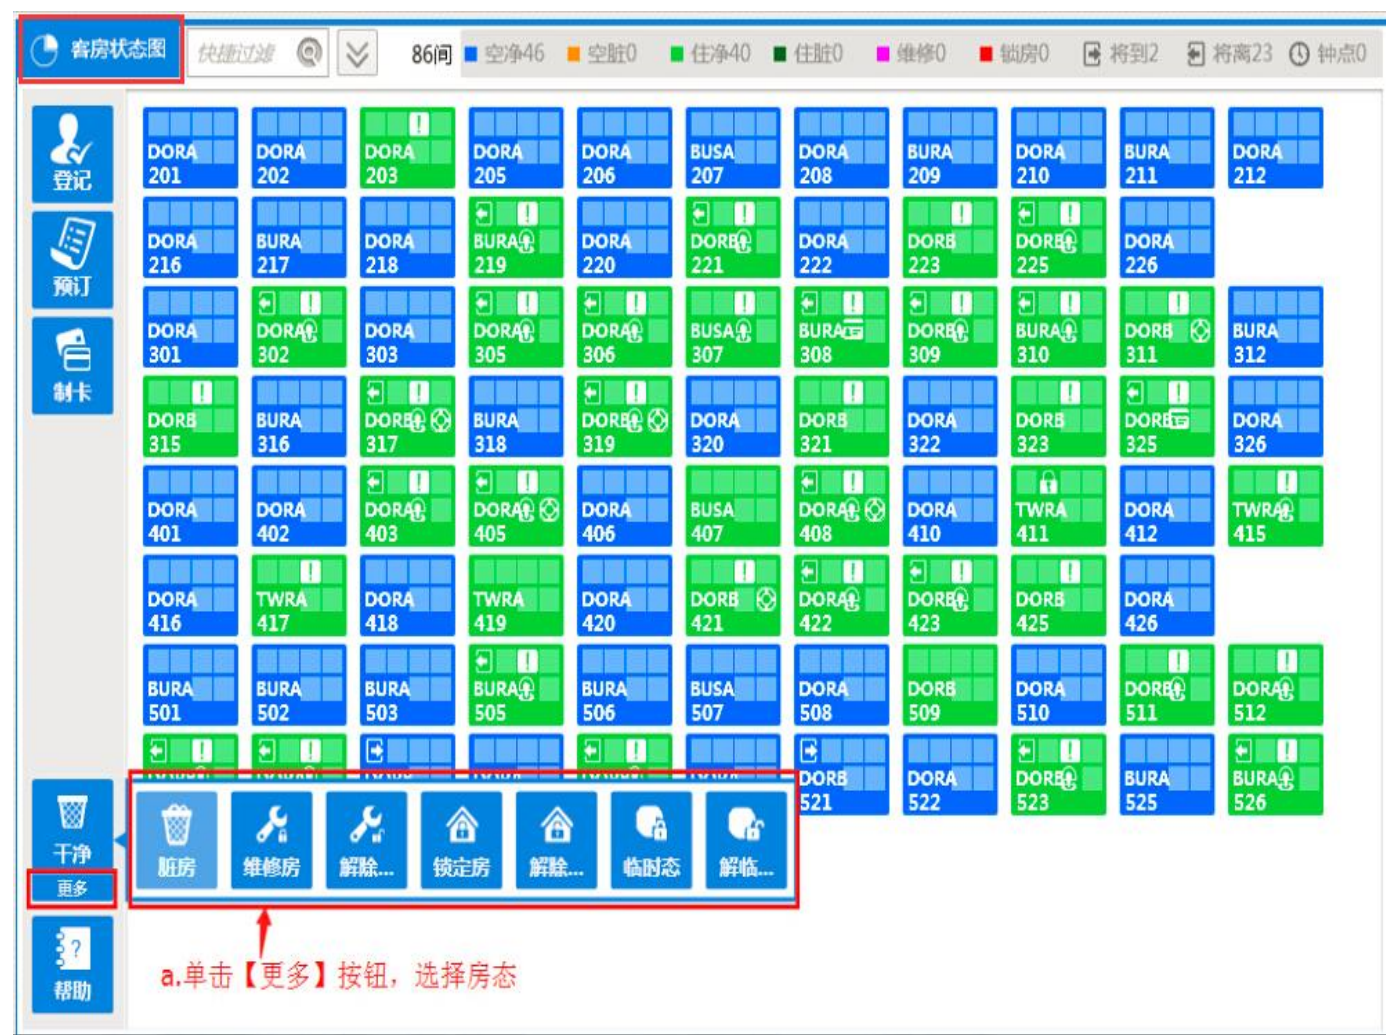 客房状态图 快捷过滤 86间 空净46 空脏0 住净40 住脏0 维修0 锁房0 将到2 将离23 钟点0
登记
预订
制卡
DORA DORA DORA DORA DORA BUSA DORA BURA DORA BURA DORA
201 202 203 205 206 207 208 209 210 211 212
DORA BURA DORA BURA DORA DORB DORA DORB DORB DORA
216 217 218 219 220 221 222 223 225 226
DORA DORA DORA DORA DORA BUSA BURA DORB BURA DORB BURA
301 302 303 305 306 307 308 309 310 311 312
DORB BURA DORB BURA DORB DORA DORB DORA DORB DORB DORA
315 316 317 318 319 320 321 322 323 325 326
DORA DORA DORA DORA DORA BUSA DORA DORA TWRA DORA TWRA
401 402 403 405 406 407 408 410 411 412 415
DORA TWRA DORA TWRA DORA DORB DORA DORB DORB DORA
416 417 418 419 420 421 422 423 425 426
BURA BURA BURA BURA BURA BUSA DORA DORB DORA DORB DORA
501 502 503 505 506 507 508 509 510 511 512
DORB DORA DORB BURA BURA
521 522 523 525 526
干净
更多
脏房 维修房 解除... 锁定房 解除... 临时态 解临...
帮助
a.单击【更多】按钮，选择房态